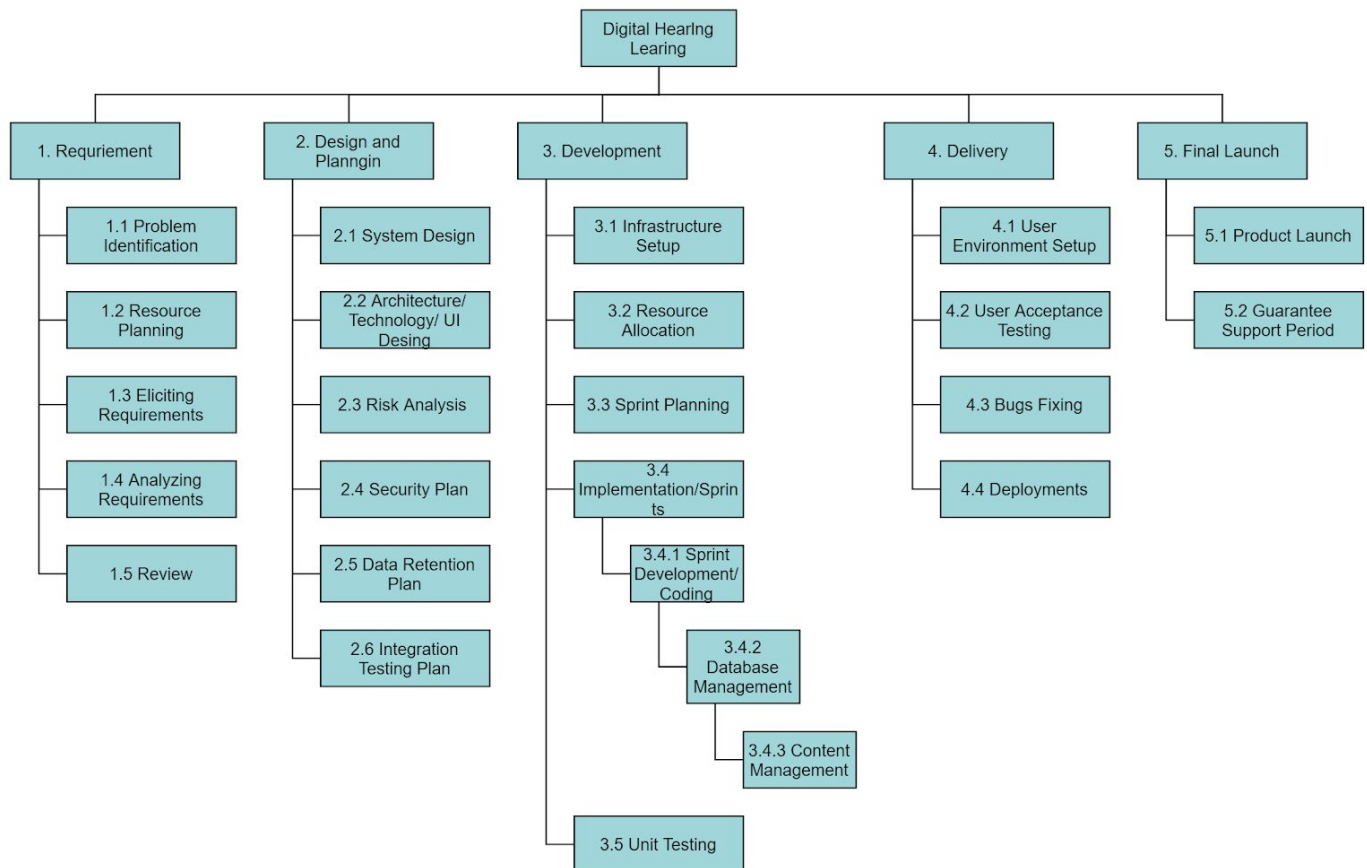 Digital HearIng
Learing
1. Requriement
2. Design and
Planngin
3. Development
4. Delivery
5. Final Launch
1.1 Problem
Identification
1.2 Resource
Planning
1.3 Eliciting
Requirements
1.4 Analyzing
Requirements
1.5 Review
2.1 System Design
2.2 Architecture/
Technology/ UI
Desing
2.3 Risk Analysis
2.4 Security Plan
2.5 Data Retention
Plan
2.6 Integration
Testing Plan
3.1 Infrastructure
Setup
3.2 Resource
Allocation
3.3 Sprint Planning
3.4
Implementation/Spri
nts
3.4.1 Sprint
Development/
Coding
3.4.2
Database
Management
3.4.3 Content
Management
3.5 Unit Testing
4.1 User
Environment Setup
4.2 User Acceptance
Testing
4.3 Bugs Fixing
4.4 Deployments
5.1 Product Launch
5.2 Guarantee
Support Period